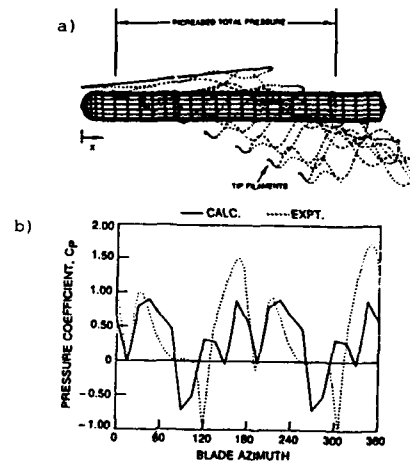 a)
INCREASED TOTAL PRESSURE
X
TIP FILAMENTS
b)
CALC.
EXPT.
PRESSURE COEFFICIENT, CP
2.00
1.50
1.00
0.50
0
- 0.50
- 1.00
0 60 120 180 240 300 360
BLADE AZIMUTH